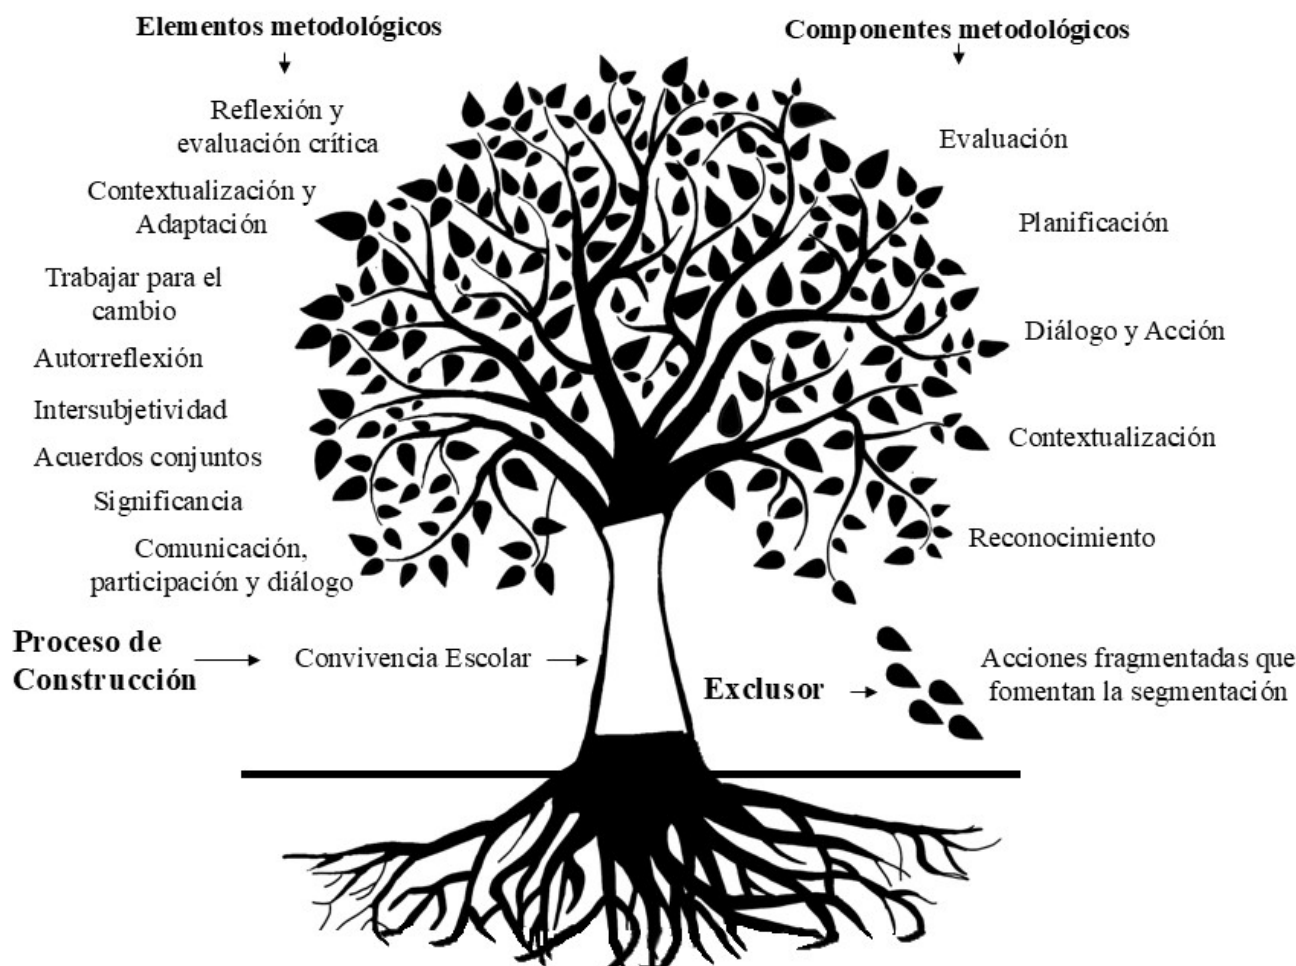 Elementos metodológicos
Reflexión y
evaluación crítica
Contextualización y
Adaptación
Trabajar para el
cambio
Autorreflexión
Intersubjetividad
Acuerdos conjuntos
Significancia
Comunicación,
participación y diálogo
Componentes metodológicos
Evaluación
Planificación
Diálogo y Acción
Contextualización
Reconocimiento
Proceso de
Construcción
Convivencia Escolar
Exclusor
Acciones fragmentadas que
fomentan la segmentación